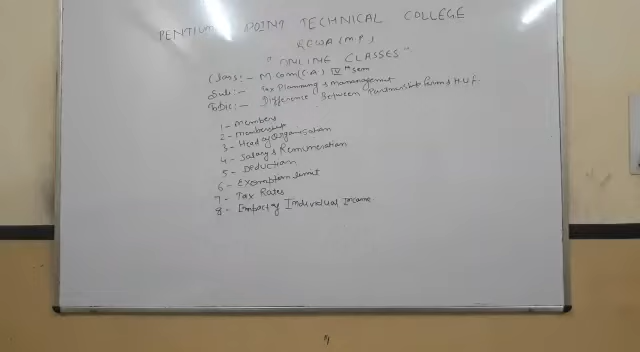 PENTIUM POINT TECHNICAL COLLEGE
REWA (M.P.)
"ONLINE CLASSES"
Class:- M.Com(C.A) IVth Sem
Sub:- Tax Planning & Management
Topic:- Difference Between Partnership Firm & H.U.F.
1 - Members
2 - Membership
3 - Head of Organisation
4 - Salary & Remuneration
5 - Deduction
6 - Exemption Limit
7 - Tax Rates
8 - Impact of Individual Income